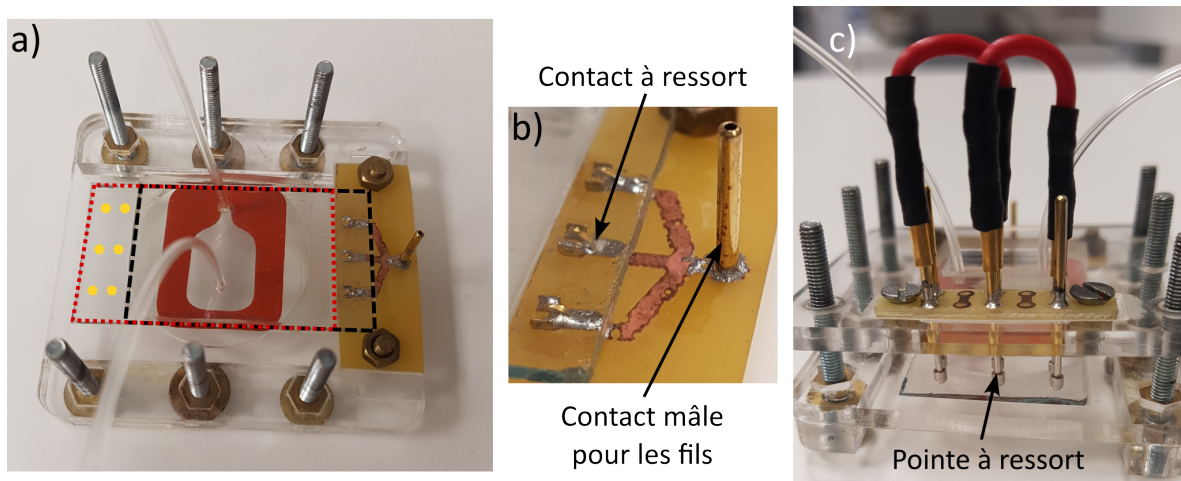 a)
Contact à ressort
b)
Contact mâle
pour les fils
c)
Pointe à ressort